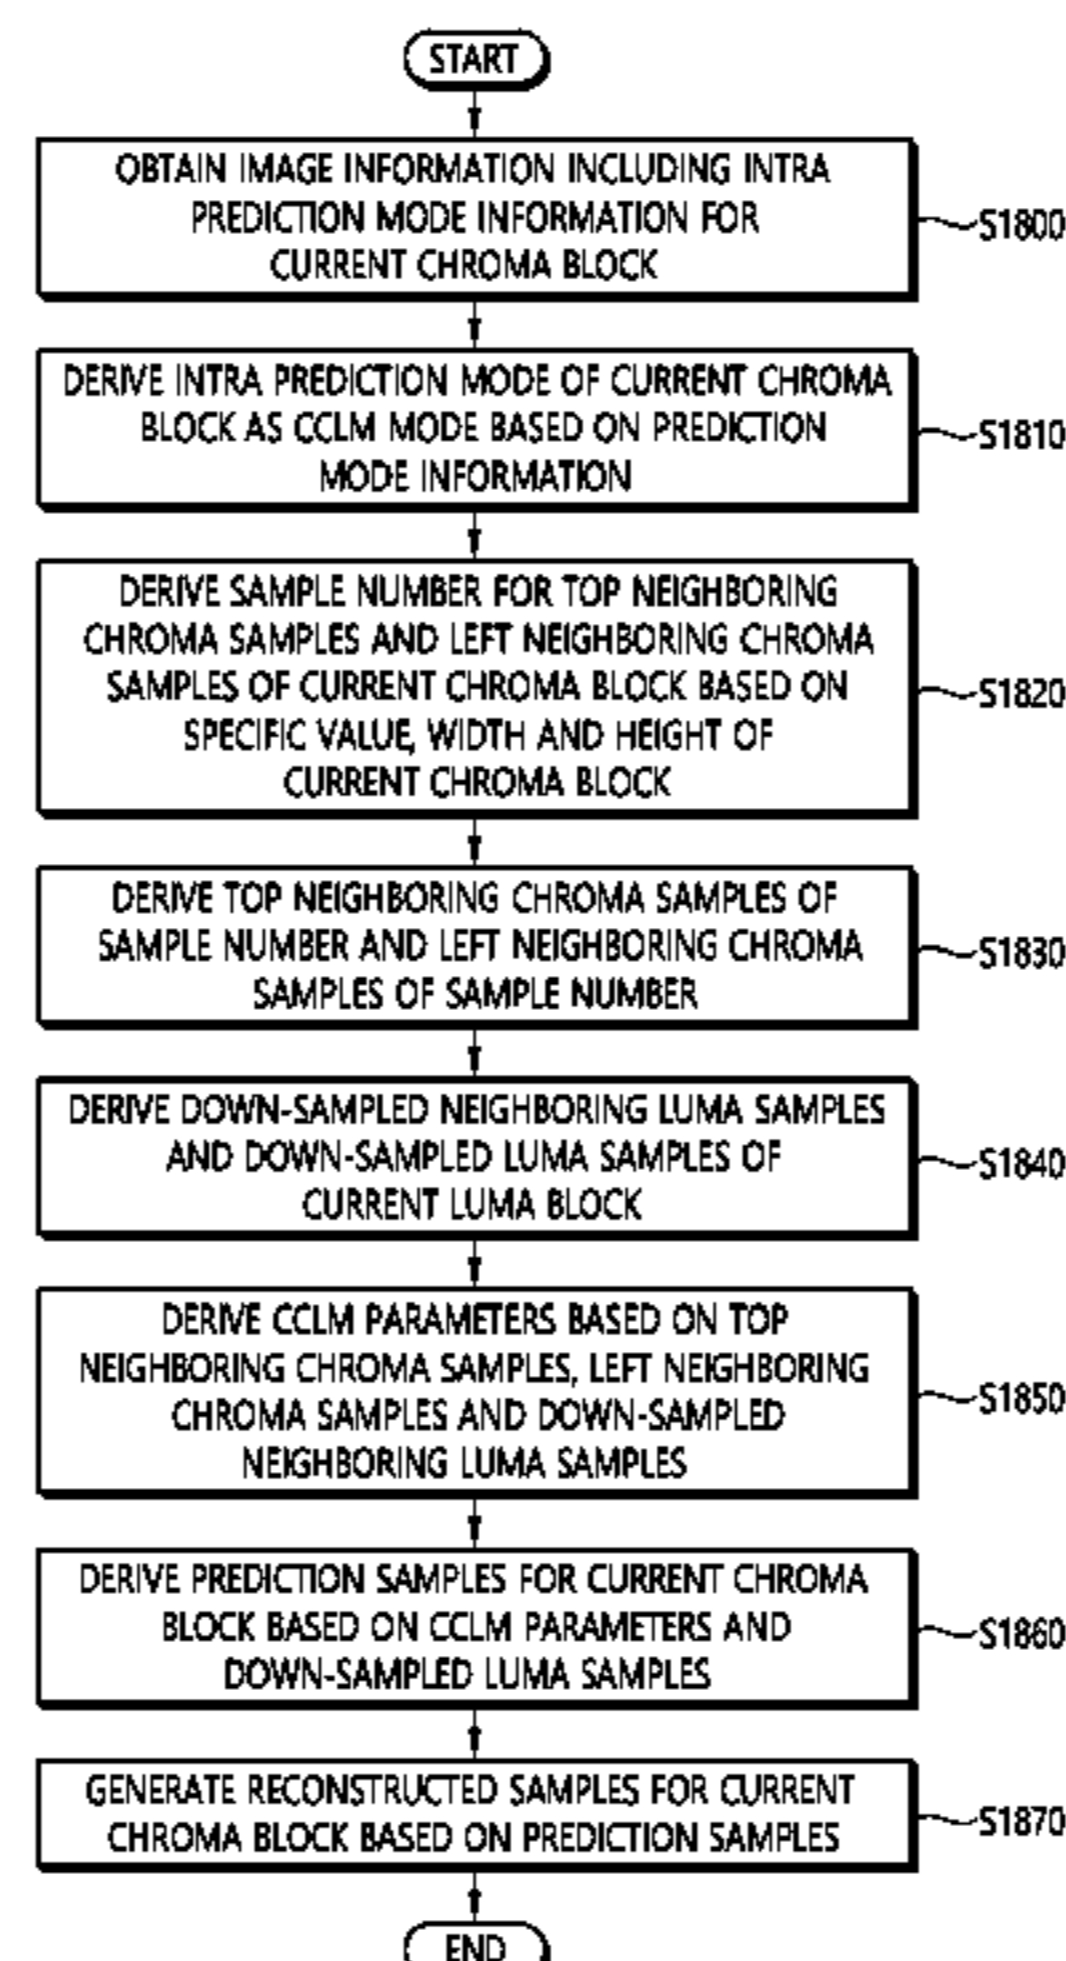 START
OBTAIN IMAGE INFORMATION INCLUDING INTRA
PREDICTION MODE INFORMATION FOR
CURRENT CHROMA BLOCK
S1800
DERIVE INTRA PREDICTION MODE OF CURRENT CHROMA
BLOCK AS CCLM MODE BASED ON PREDICTION
MODE INFORMATION
S1810
DERIVE SAMPLE NUMBER FOR TOP NEIGHBORING
CHROMA SAMPLES AND LEFT NEIGHBORING CHROMA
SAMPLES OF CURRENT CHROMA BLOCK BASED ON
SPECIFIC VALUE, WIDTH AND HEIGHT OF
CURRENT CHROMA BLOCK
S1820
DERIVE TOP NEIGHBORING CHROMA SAMPLES OF
SAMPLE NUMBER AND LEFT NEIGHBORING CHROMA
SAMPLES OF SAMPLE NUMBER
S1830
DERIVE DOWN-SAMPLED NEIGHBORING LUMA SAMPLES
AND DOWN-SAMPLED LUMA SAMPLES OF
CURRENT LUMA BLOCK
S1840
DERIVE CCLM PARAMETERS BASED ON TOP
NEIGHBORING CHROMA SAMPLES, LEFT NEIGHBORING
CHROMA SAMPLES AND DOWN-SAMPLED
NEIGHBORING LUMA SAMPLES
S1850
DERIVE PREDICTION SAMPLES FOR CURRENT CHROMA
BLOCK BASED ON CCLM PARAMETERS AND
DOWN-SAMPLED LUMA SAMPLES
S1860
GENERATE RECONSTRUCTED SAMPLES FOR CURRENT
CHROMA BLOCK BASED ON PREDICTION SAMPLES
S1870
END